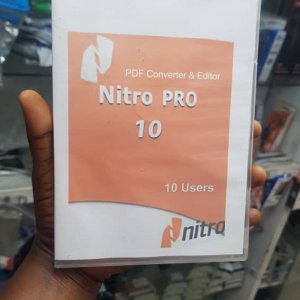 PDF Converter & Editor
Nitro PRO
10
10 Users
nitro